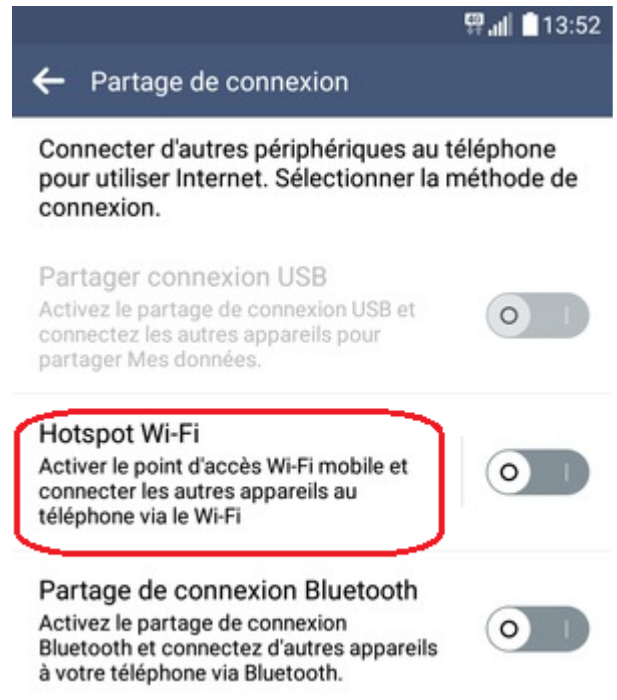 4G 13:52
Partage de connexion
Connecter d'autres périphériques au téléphone
pour utiliser Internet. Sélectionner la méthode de
connexion.
Partager connexion USB
Activez le partage de connexion USB et
connectez les autres appareils pour
partager Mes données.
Hotspot Wi-Fi
Activer le point d'accès Wi-Fi mobile et
connecter les autres appareils au
téléphone via le Wi-Fi
Partage de connexion Bluetooth
Activez le partage de connexion
Bluetooth et connectez d'autres appareils
à votre téléphone via Bluetooth.